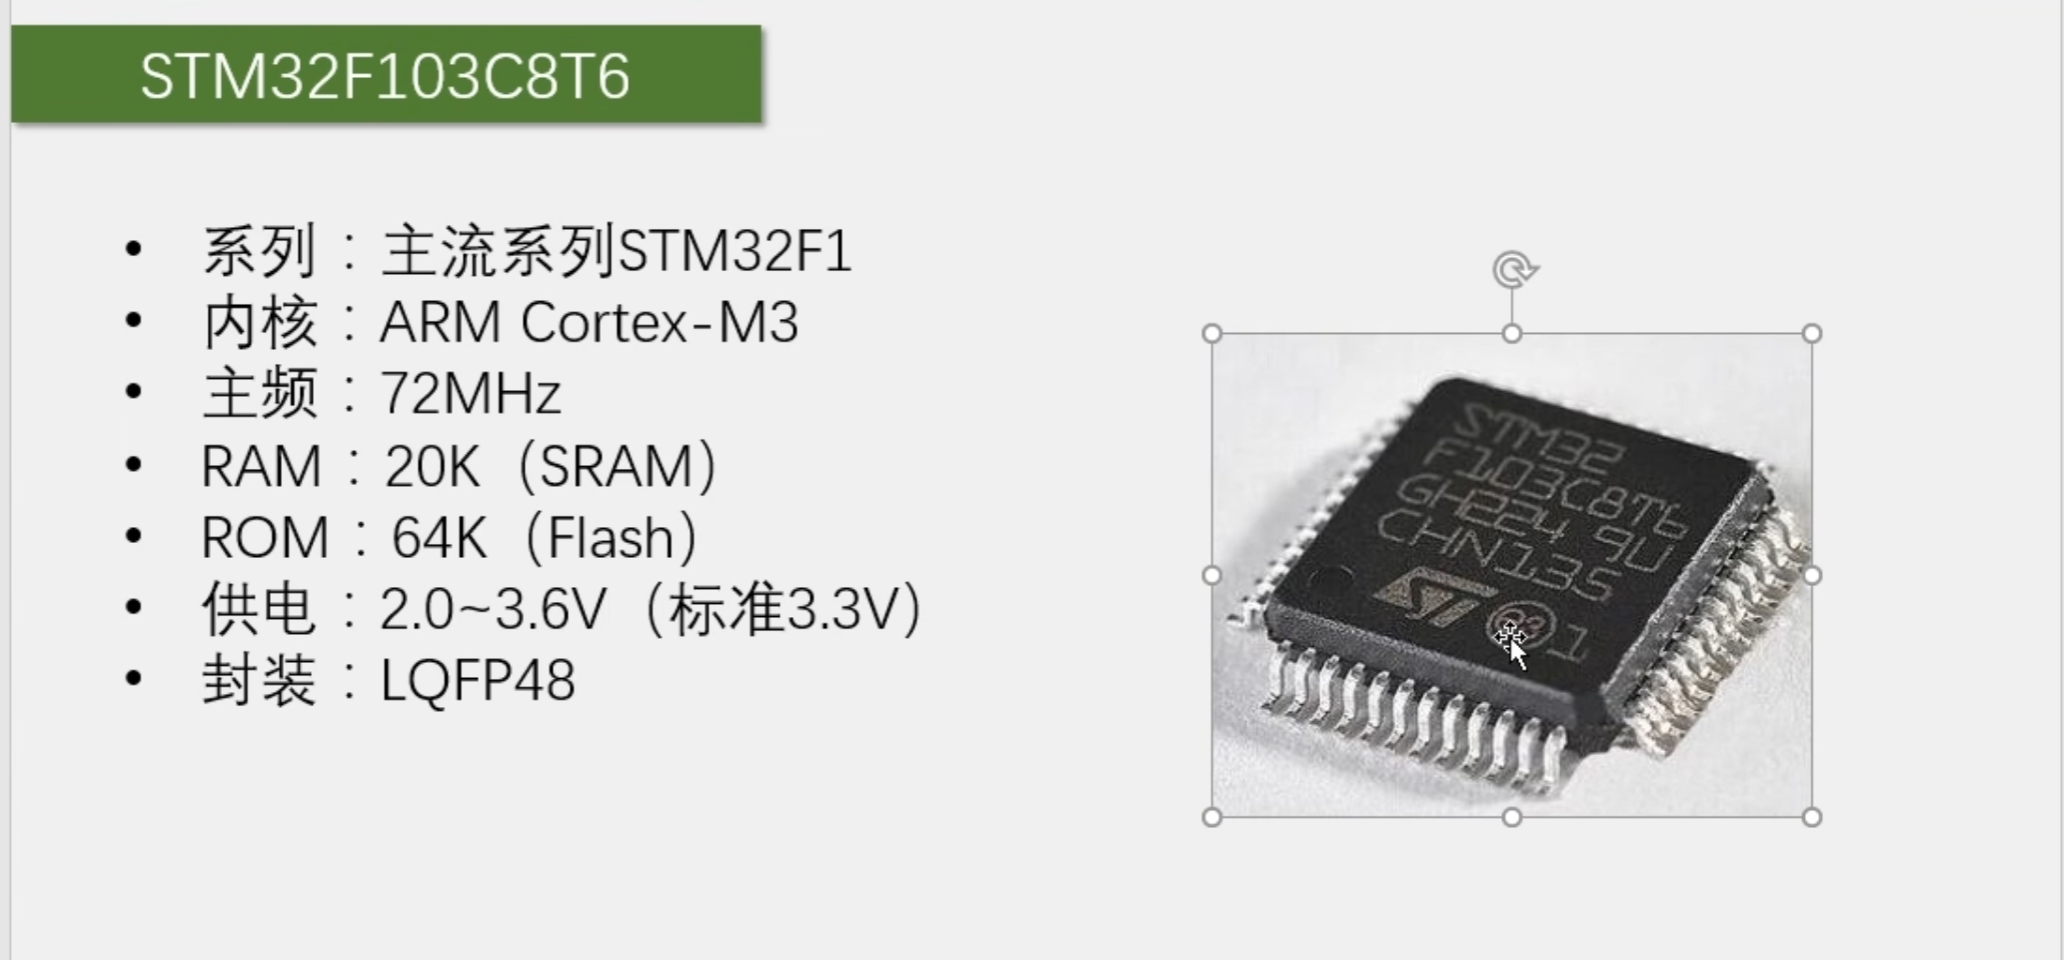 STM32F103C8T6
• 系列：主流系列STM32F1
• 内核：ARM Cortex-M3
• 主频：72MHz
• RAM：20K（SRAM）
• ROM：64K（Flash）
• 供电：2.0~3.6V（标准3.3V）
• 封装：LQFP48
STM32
F103C8T6
GH224 9U
CHN135
ST
1